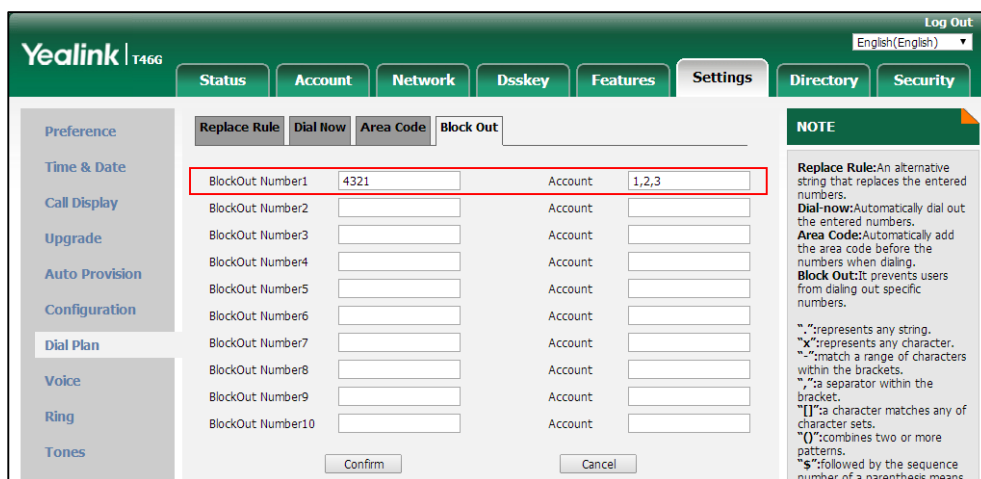 Log Out
Yealink | T46G
English(English)
Status Account Network Dsskey Features Settings Directory Security
Preference
Time & Date
Call Display
Upgrade
Auto Provision
Configuration
Dial Plan
Voice
Ring
Tones
Replace Rule Dial Now Area Code Block Out
BlockOut Number1 4321 Account 1,2,3
BlockOut Number2 Account
BlockOut Number3 Account
BlockOut Number4 Account
BlockOut Number5 Account
BlockOut Number6 Account
BlockOut Number7 Account
BlockOut Number8 Account
BlockOut Number9 Account
BlockOut Number10 Account
Confirm Cancel
NOTE
Replace Rule:An alternative
string that replaces the entered
numbers.
Dial-now:Automatically dial out
the entered numbers.
Area Code:Automatically add
the area code before the
numbers when dialing.
Block Out:It prevents users
from dialing out specific
numbers.
".":represents any string.
"x":represents any character.
"-":match a range of characters
within the brackets.
",":a separator within the
bracket.
"[]":a character matches any of
character sets.
"()":combines two or more
patterns.
"$":followed by the sequence
number of a parenthesis means